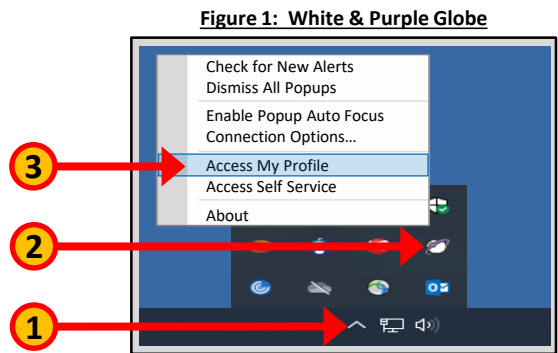 Figure 1: White & Purple Globe
Check for New Alerts
Dismiss All Popups
Enable Popup Auto Focus
Connection Options...
3
Access My Profile
Access Self Service
About
2
1